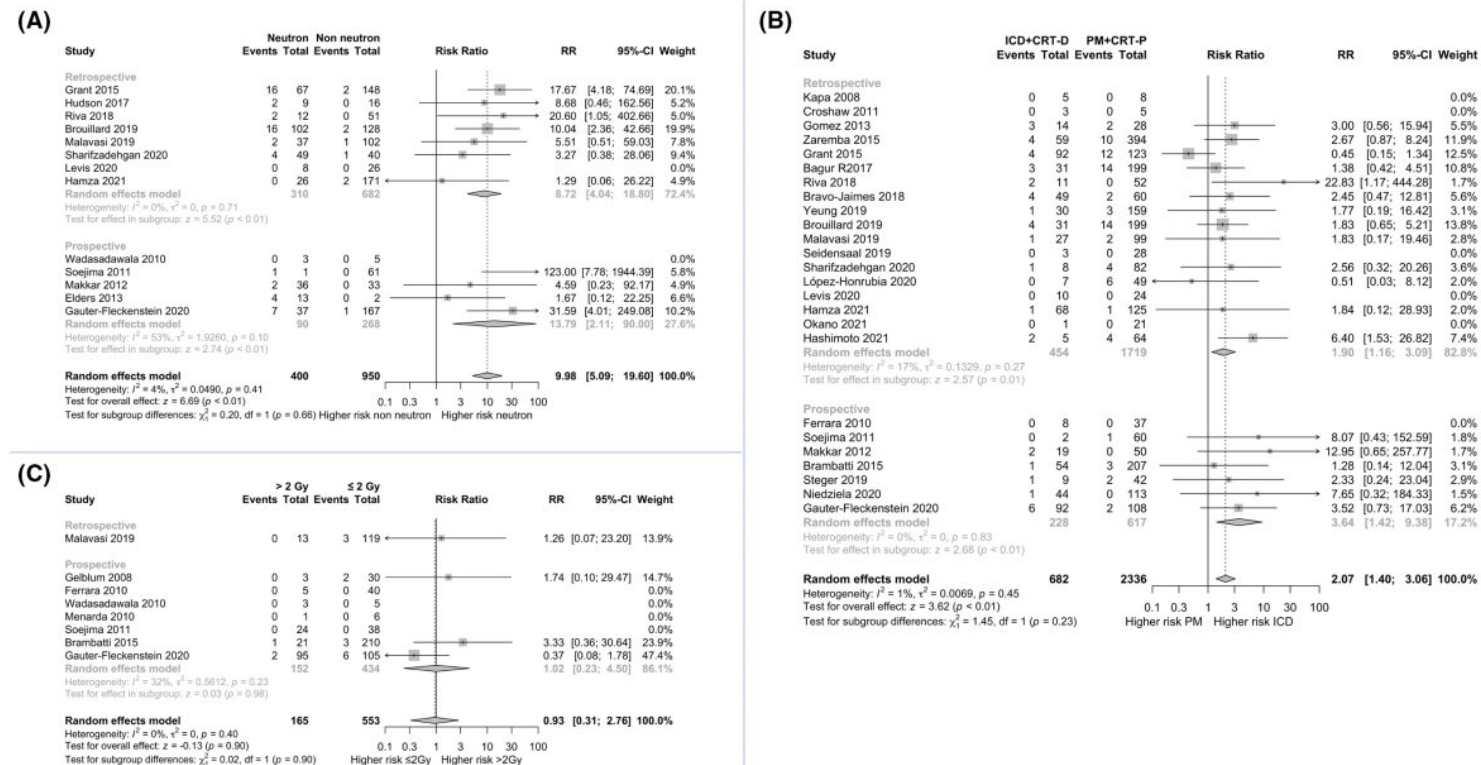 (A)
Neutron Non neutron
Study Events Total Events Total Risk Ratio RR 95%-CI Weight
Retrospective
Grant 2015 16 67 2 148 17.67 [4.18; 74.69] 20.1%
Hudson 2017 2 9 0 16 8.68 [0.46; 162.56] 5.2%
Riva 2018 2 12 0 51 20.60 [1.05; 402.66] 5.0%
Brouillard 2019 16 102 2 128 10.04 [2.36; 42.66] 19.9%
Malavasi 2019 2 37 1 102 5.51 [0.51; 59.03] 7.8%
Sharifzadehgan 2020 4 49 1 40 3.27 [0.38; 28.06] 9.4%
Levis 2020 0 8 0 26 0.0%
Hamza 2021 0 26 2 171 1.29 [0.06; 26.22] 4.9%
Random effects model 310 682 8.72 [4.04; 18.80] 72.4%
Heterogeneity: I² = 0%, τ² = 0, p = 0.71
Test for effect in subgroup: z = 5.52 (p < 0.01)
Prospective
Wadasadawala 2010 0 3 0 5 0.0%
Soejima 2011 1 1 0 61 123.00 [7.78; 1944.39] 5.8%
Makkar 2012 2 36 0 33 4.59 [0.23; 92.17] 4.9%
Elders 2013 4 13 0 2 1.67 [0.12; 22.25] 6.6%
Gauter-Fleckenstein 2020 7 37 1 167 31.59 [4.01; 249.08] 10.2%
Random effects model 90 268 13.79 [2.11; 90.00] 27.6%
Heterogeneity: I² = 53%, τ² = 1.9260, p = 0.10
Test for effect in subgroup: z = 2.74 (p < 0.01)
Random effects model 400 950 9.98 [5.09; 19.60] 100.0%
Heterogeneity: I² = 4%, τ² = 0.0490, p = 0.41
Test for overall effect: z = 6.69 (p < 0.01) 0.1 0.3 1 3 10 30 100
Test for subgroup differences: χ²₁ = 0.20, df = 1 (p = 0.66) Higher risk non neutron Higher risk neutron
(B)
ICD+CRT-D PM+CRT-P
Study Events Total Events Total Risk Ratio RR 95%-CI Weight
Retrospective
Kapa 2008 0 5 0 8 0.0%
Croshaw 2011 0 3 0 5 0.0%
Gomez 2013 3 14 2 28 3.00 [0.56; 15.94] 5.5%
Zaremba 2015 4 59 10 394 2.67 [0.87; 8.24] 11.9%
Grant 2015 4 92 12 123 0.45 [0.15; 1.34] 12.7%
Bagur R2017 3 31 14 199 1.38 [0.42; 4.51] 10.8%
Riva 2018 2 11 0 52 22.83 [1.17; 444.28] 1.7%
Bravo-Jaimes 2018 4 49 2 60 2.45 [0.47; 12.81] 5.6%
Yeung 2019 1 30 3 159 1.77 [0.19; 16.42] 3.1%
Brouillard 2019 4 31 14 199 1.83 [0.65; 5.21] 13.8%
Malavasi 2019 1 27 2 99 1.83 [0.17; 19.46] 2.8%
Seidensaal 2019 0 3 0 28 0.0%
Sharifzadehgan 2020 1 8 4 82 2.56 [0.32; 20.26] 3.6%
López-Honrubia 2020 0 7 6 49 0.51 [0.03; 8.12] 2.0%
Levis 2020 0 10 0 24 0.0%
Hamza 2021 1 68 1 125 1.84 [0.12; 28.93] 2.0%
Okano 2021 0 1 0 21 0.0%
Hashimoto 2021 2 5 4 64 6.40 [1.53; 26.82] 7.4%
Random effects model 454 1719 1.90 [1.16; 3.09] 82.8%
Heterogeneity: I² = 17%, τ² = 0.1329, p = 0.27
Test for effect in subgroup: z = 2.57 (p = 0.01)
Prospective
Ferrara 2010 0 8 0 37 0.0%
Soejima 2011 0 2 1 60 8.07 [0.43; 152.59] 1.8%
Makkar 2012 2 19 0 50 12.95 [0.65; 257.77] 1.7%
Brambatti 2015 1 54 3 207 1.28 [0.14; 12.04] 3.1%
Steger 2019 1 9 2 42 2.33 [0.24; 23.04] 2.9%
Niedziela 2020 1 44 0 113 7.65 [0.32; 184.33] 1.5%
Gauter-Fleckenstein 2020 6 92 2 108 3.52 [0.73; 17.03] 6.2%
Random effects model 228 617 3.64 [1.42; 9.38] 17.2%
Heterogeneity: I² = 0%, τ² = 0, p = 0.83
Test for effect in subgroup: z = 2.68 (p < 0.01)
Random effects model 682 2336 2.07 [1.40; 3.06] 100.0%
Heterogeneity: I² = 1%, τ² = 0.0069, p = 0.45
Test for overall effect: z = 3.62 (p < 0.01) 0.1 0.3 1 3 10 30 100
Test for subgroup differences: χ²₁ = 1.45, df = 1 (p = 0.23) Higher risk PM Higher risk ICD
(C)
> 2 Gy ≤ 2 Gy
Study Events Total Events Total Risk Ratio RR 95%-CI Weight
Retrospective
Malavasi 2019 0 13 3 119 1.26 [0.07; 23.20] 13.9%
Prospective
Gelblum 2008 0 3 2 30 1.74 [0.10; 29.47] 14.7%
Ferrara 2010 0 5 0 40 0.0%
Wadasadawala 2010 0 3 0 5 0.0%
Menarda 2010 0 1 0 6 0.0%
Soejima 2011 0 24 0 38 0.0%
Brambatti 2015 1 21 3 210 3.33 [0.36; 30.64] 23.9%
Gauter-Fleckenstein 2020 2 95 6 105 0.37 [0.08; 1.78] 47.4%
Random effects model 152 434 1.02 [0.23; 4.50] 86.1%
Heterogeneity: I² = 32%, τ² = 0.5612, p = 0.23
Test for effect in subgroup: z = 0.03 (p = 0.98)
Random effects model 165 553 0.93 [0.31; 2.76] 100.0%
Heterogeneity: I² = 0%, τ² = 0, p = 0.40
Test for overall effect: z = -0.13 (p = 0.90) 0.1 0.3 1 3 10 30 100
Test for subgroup differences: χ²₁ = 0.02, df = 1 (p = 0.90) Higher risk ≤2Gy Higher risk >2Gy